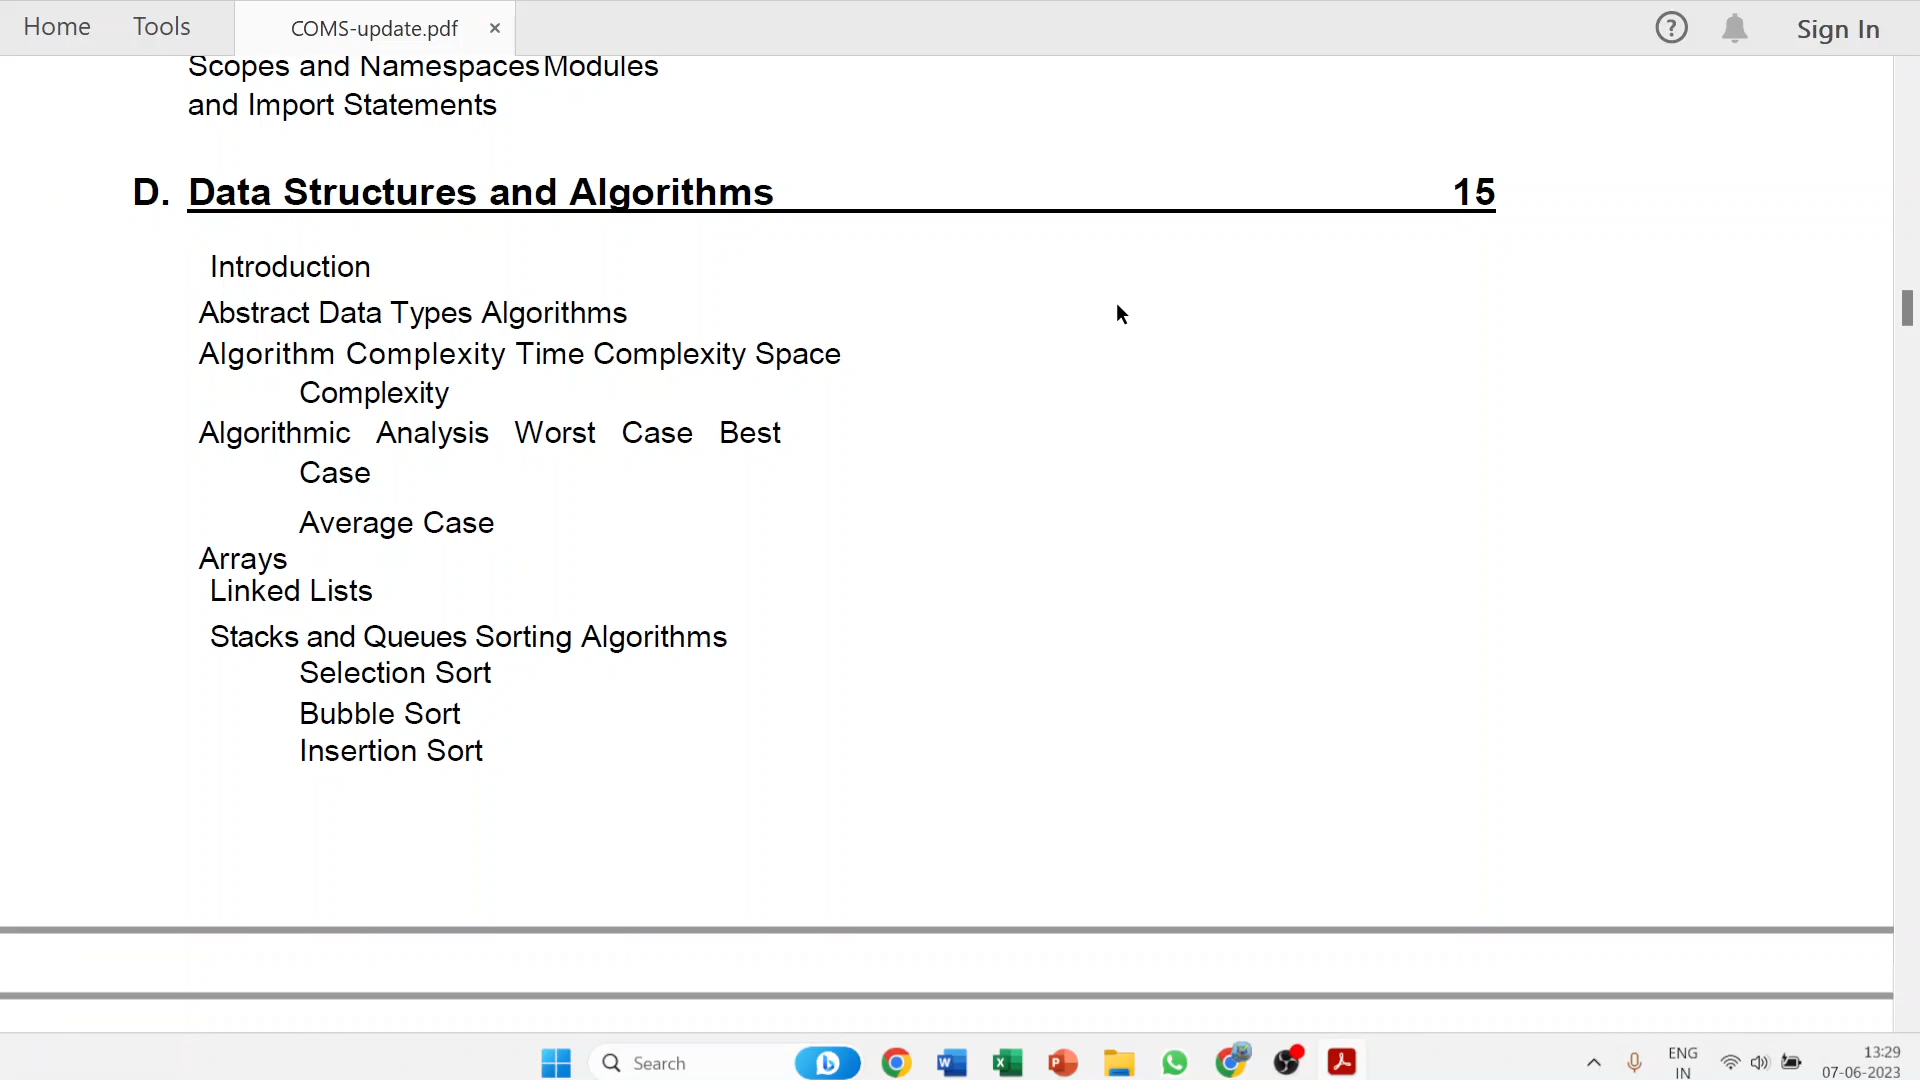 Home Tools COMS-update.pdf × ? Sign In
Scopes and Namespaces Modules
and Import Statements
D. Data Structures and Algorithms 15
Introduction
Abstract Data Types Algorithms
Algorithm Complexity Time Complexity Space
Complexity
Algorithmic Analysis Worst Case Best
Case
Average Case
Arrays
Linked Lists
Stacks and Queues Sorting Algorithms
Selection Sort
Bubble Sort
Insertion Sort
Search ENG 13:29
IN 07-06-2023